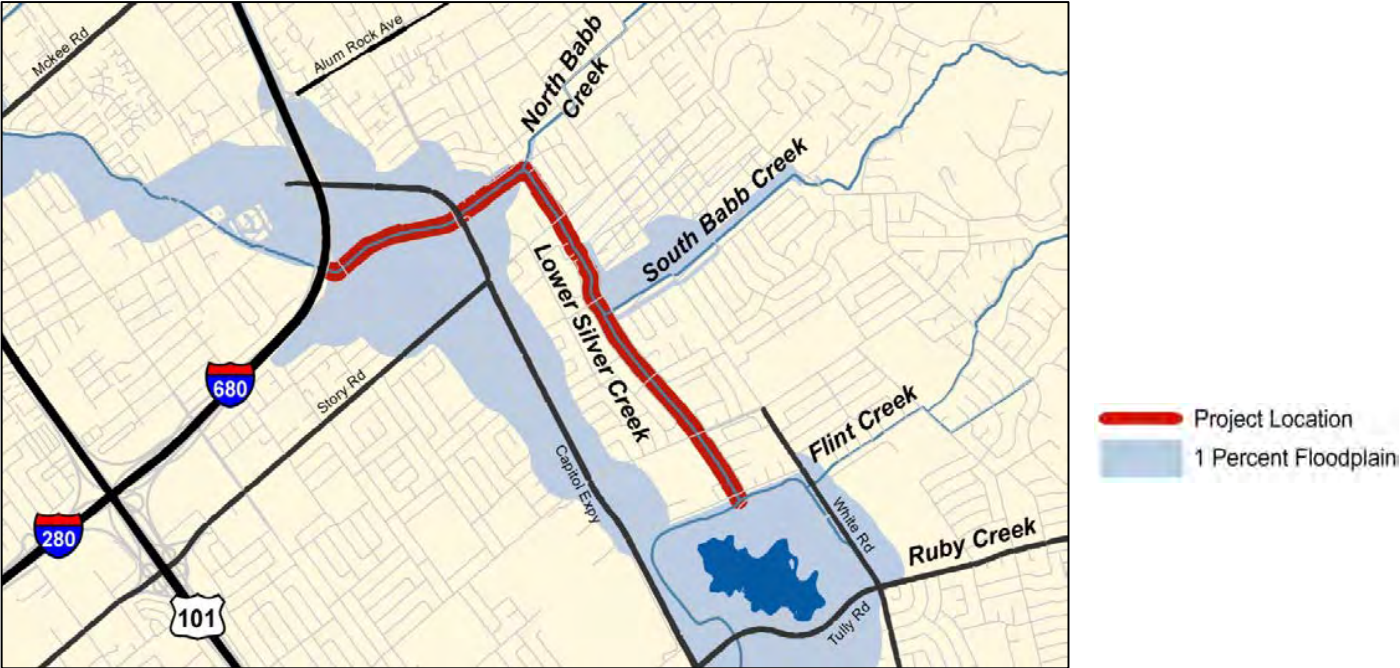 Mckee Rd
Alum Rock Ave
North Babb
Creek
South Babb Creek
Lower Silver Creek
680
Story Rd
Flint Creek
Capitol Expy
White Rd
280
Ruby Creek
101
Tully Rd
Project Location
1 Percent Floodplain